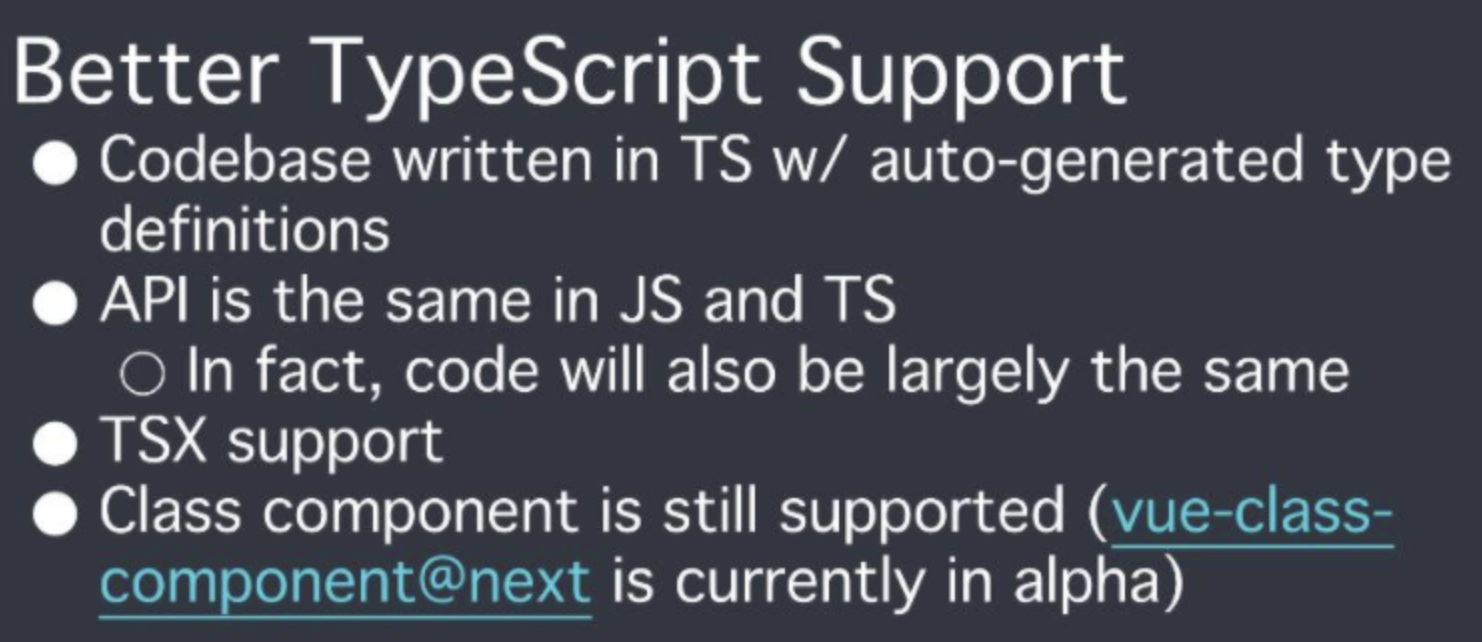 Better TypeScript Support
● Codebase written in TS w/ auto-generated type
definitions
● API is the same in JS and TS
○ In fact, code will also be largely the same
● TSX support
● Class component is still supported (vue-class-
component@next is currently in alpha)